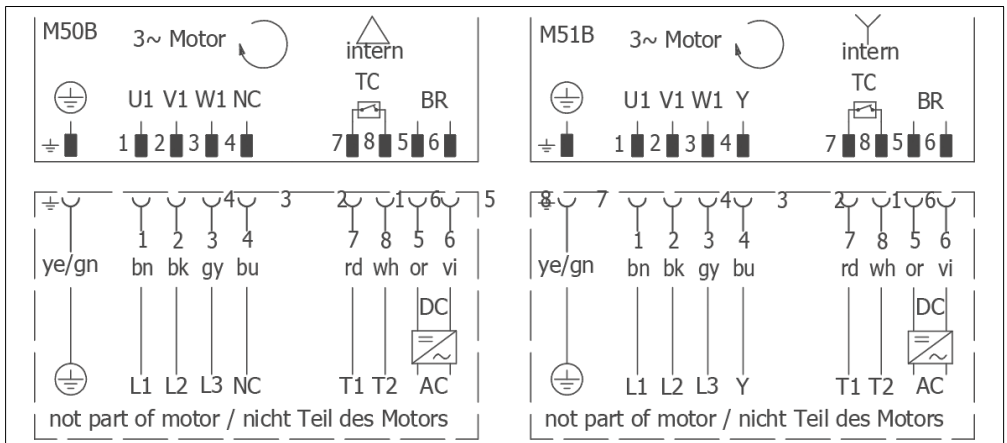 M50B 3~ Motor intern
TC
U1 V1 W1 NC BR
1 2 3 4 7 8 5 6
4 3 2 1 6 5
1 2 3 4 7 8 5 6
ye/gn bn bk gy bu rd wh or vi
DC
L1 L2 L3 NC T1 T2 AC
not part of motor / nicht Teil des Motors
M51B 3~ Motor intern
TC
U1 V1 W1 Y BR
1 2 3 4 7 8 5 6
8 7 4 3 2 1 6
1 2 3 4 7 8 5 6
ye/gn bn bk gy bu rd wh or vi
DC
L1 L2 L3 Y T1 T2 AC
not part of motor / nicht Teil des Motors